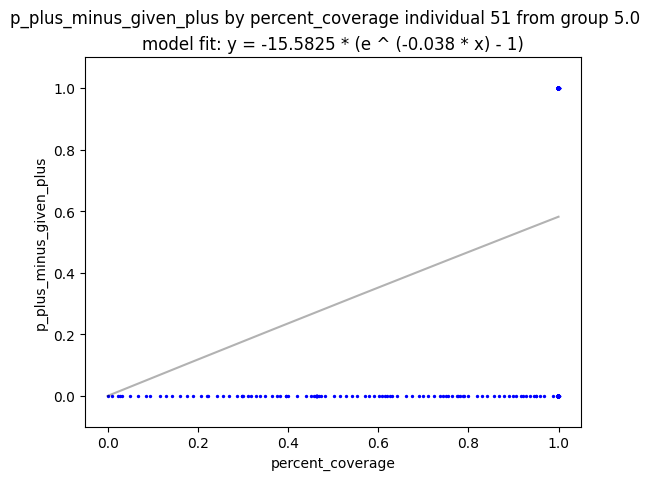 p_plus_minus_given_plus by percent_coverage individual 51 from group 5.0
model fit: y = -15.5825 * (e ^ (-0.038 * x) - 1)
1.0
0.8
0.6
0.4
0.2
0.0
p_plus_minus_given_plus
0.0 0.2 0.4 0.6 0.8 1.0
percent_coverage